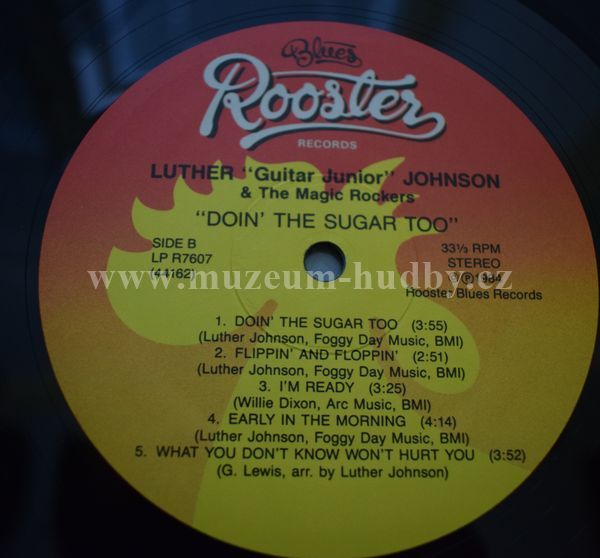 Blues
Rooster
RECORDS
LUTHER "Guitar Junior" JOHNSON
& The Magic Rockers
"DOIN' THE SUGAR TOO"
SIDE B
LP R7607
(44162)
33⅓ RPM
STEREO
© ℗ 1984
Rooster Blues Records
www.muzeum-hudby.cz
1. DOIN' THE SUGAR TOO (3:55)
(Luther Johnson, Foggy Day Music, BMI)
2. FLIPPIN' AND FLOPPIN' (2:51)
(Luther Johnson, Foggy Day Music, BMI)
3. I'M READY (3:25)
(Willie Dixon, Arc Music, BMI)
4. EARLY IN THE MORNING (4:14)
(Luther Johnson, Foggy Day Music, BMI)
5. WHAT YOU DON'T KNOW WON'T HURT YOU (3:52)
(G. Lewis, arr. by Luther Johnson)